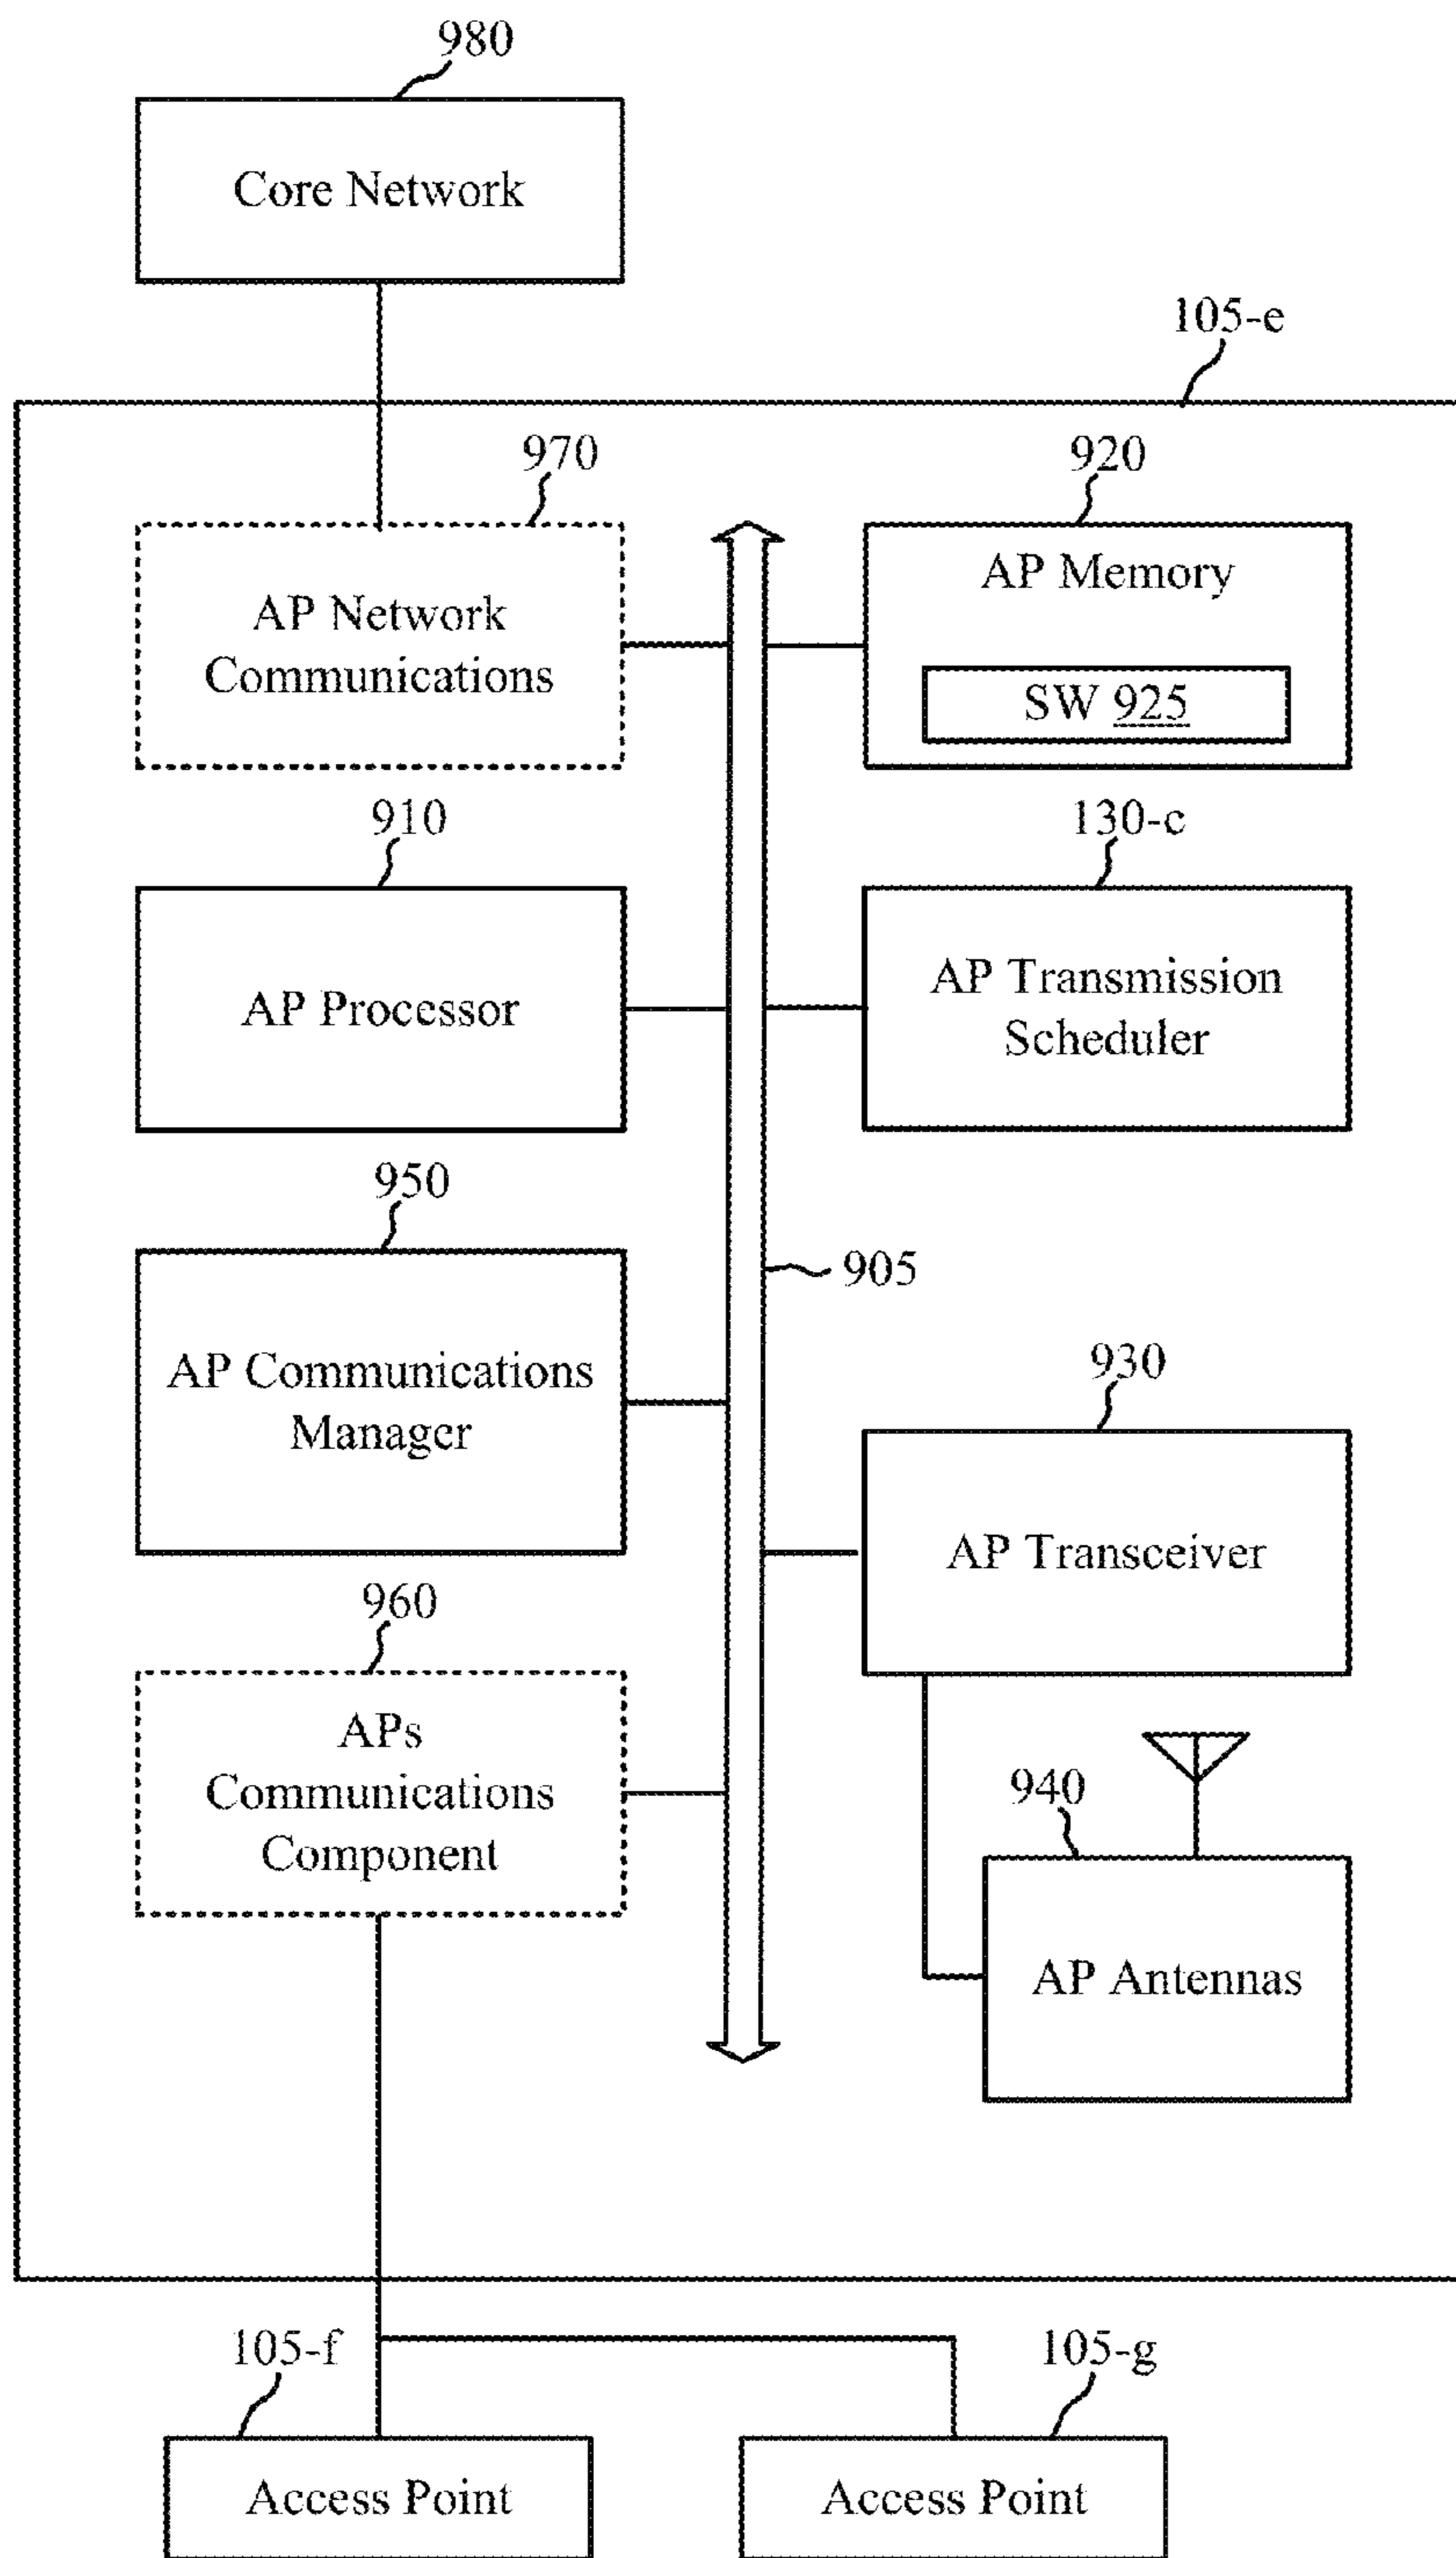 980
Core Network
105-e
970
920
AP Network
Communications
AP Memory
SW 925
910
130-c
AP Processor
AP Transmission
Scheduler
950
905
AP Communications
Manager
930
AP Transceiver
960
APs
Communications
Component
940
AP Antennas
105-f
105-g
Access Point
Access Point